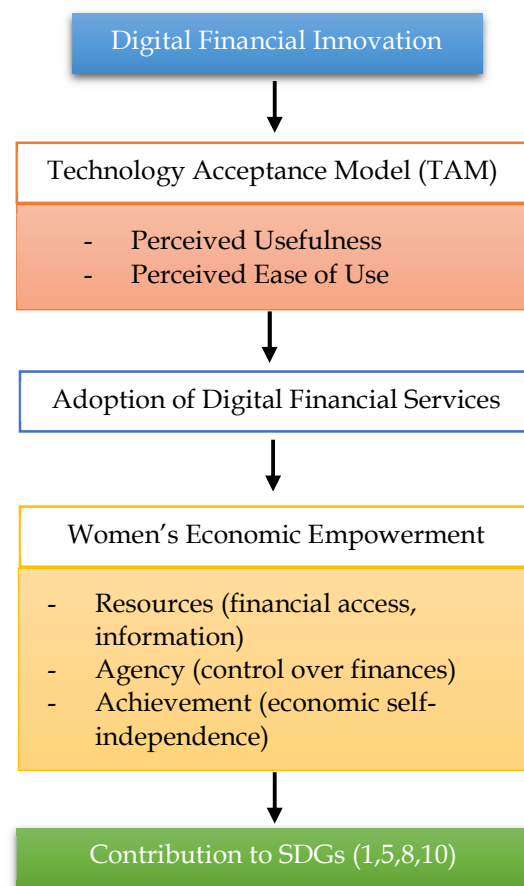 Digital Financial Innovation
Technology Acceptance Model (TAM)
- Perceived Usefulness
- Perceived Ease of Use
Adoption of Digital Financial Services
Women’s Economic Empowerment
- Resources (financial access,
information)
- Agency (control over finances)
- Achievement (economic self-
independence)
Contribution to SDGs (1,5,8,10)